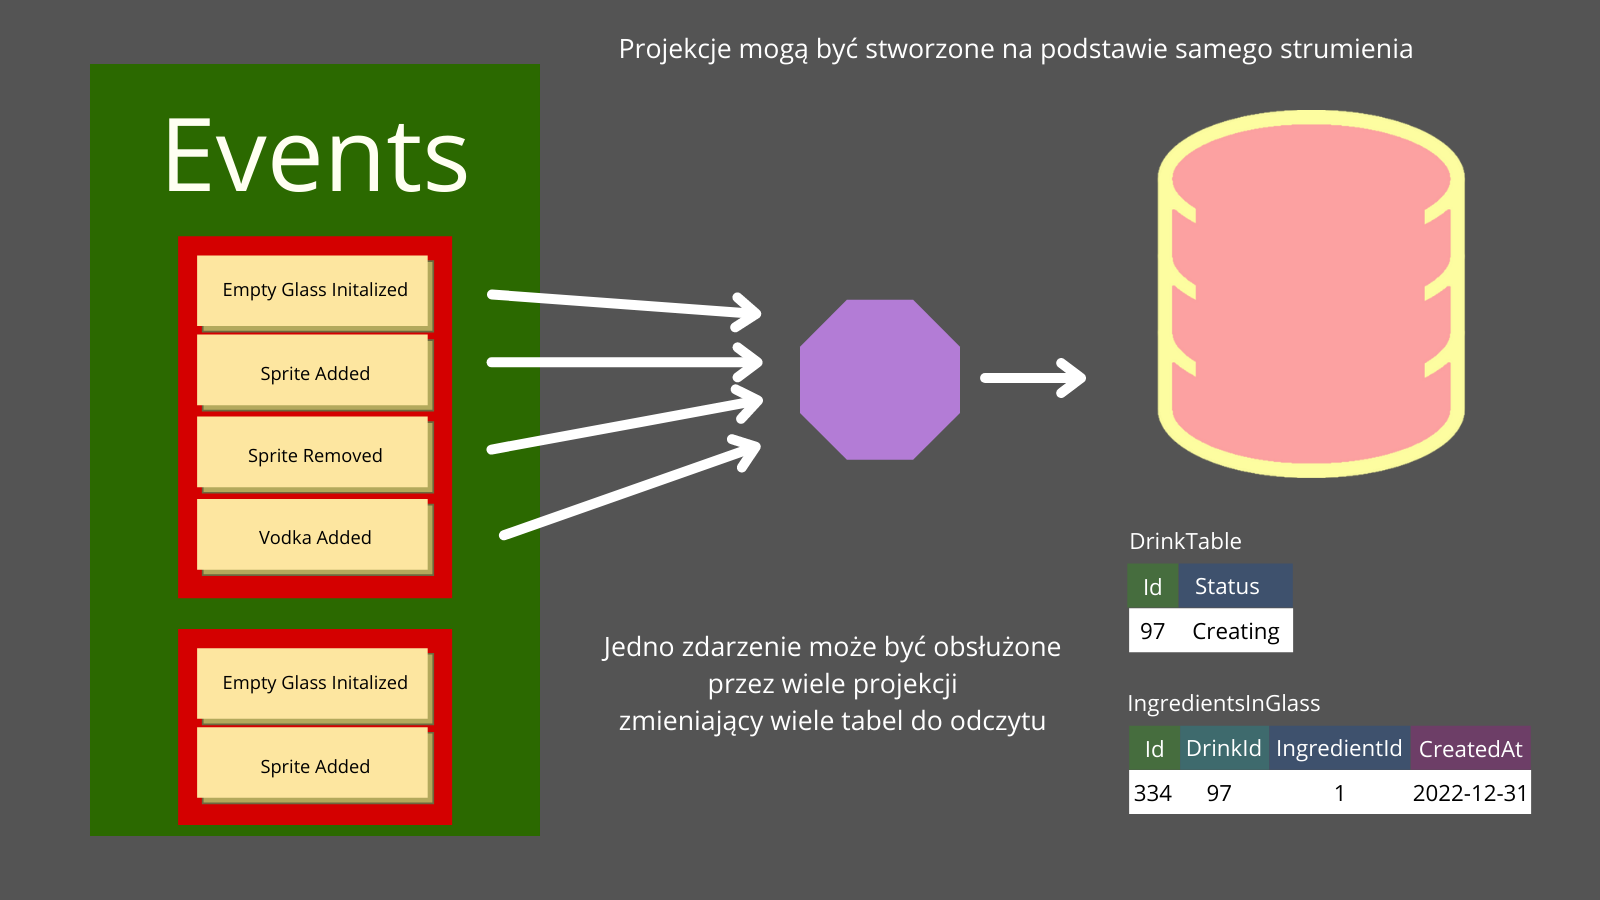 Projekcje mogą być stworzone na podstawie samego strumienia
Events
Empty Glass Initalized
Sprite Added
Sprite Removed
Vodka Added
Empty Glass Initalized
Sprite Added
Jedno zdarzenie może być obsłużone
przez wiele projekcji
zmieniający wiele tabel do odczytu
DrinkTable
Id Status
97 Creating
IngredientsInGlass
Id DrinkId IngredientId CreatedAt
334 97 1 2022-12-31